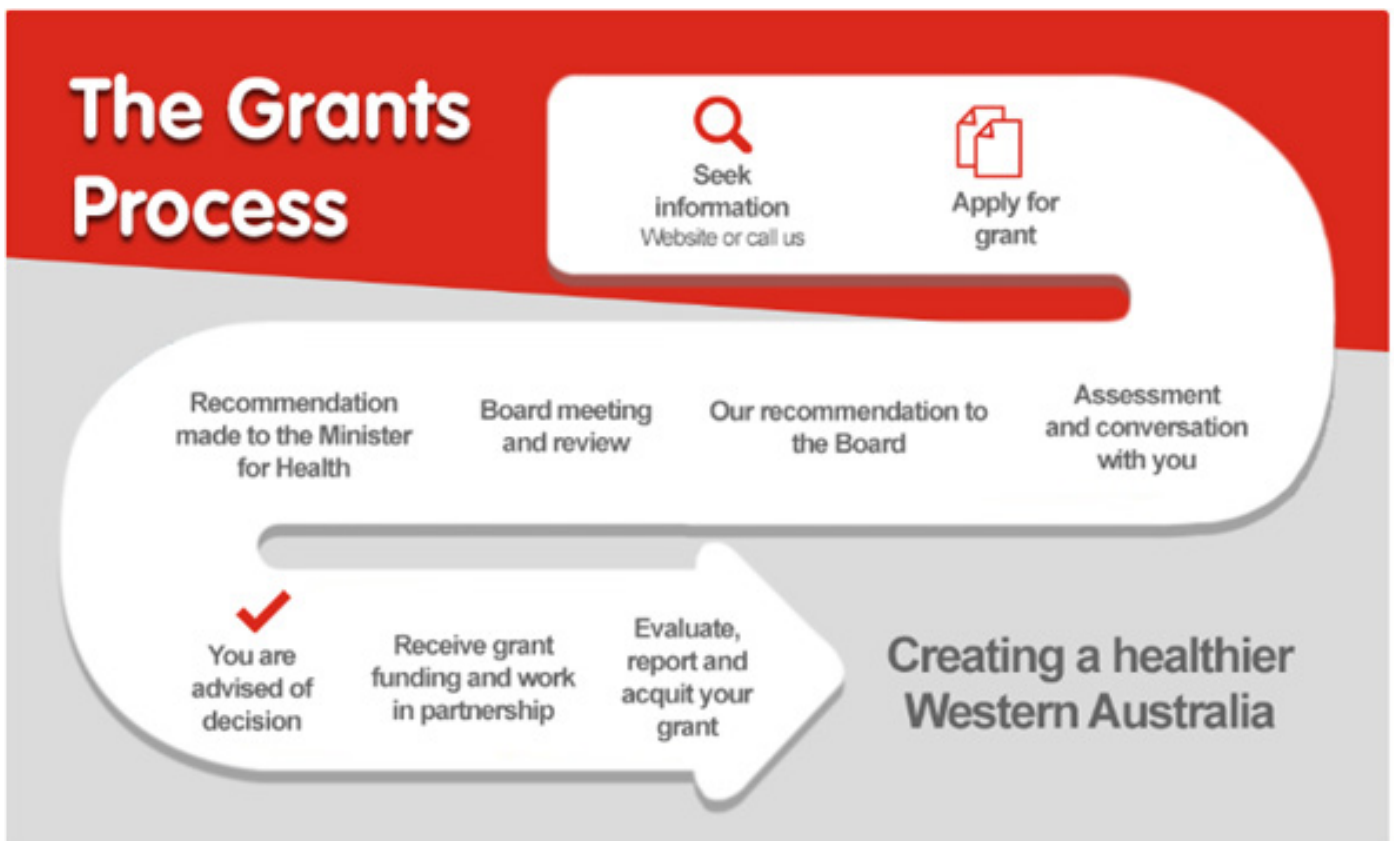 The Grants
Process
Seek
information
Website or call us
Apply for
grant
Assessment
and conversation
with you
Our recommendation to
the Board
Board meeting
and review
Recommendation
made to the Minister
for Health
You are
advised of
decision
Receive grant
funding and work
in partnership
Evaluate,
report and
acquit your
grant
Creating a healthier
Western Australia